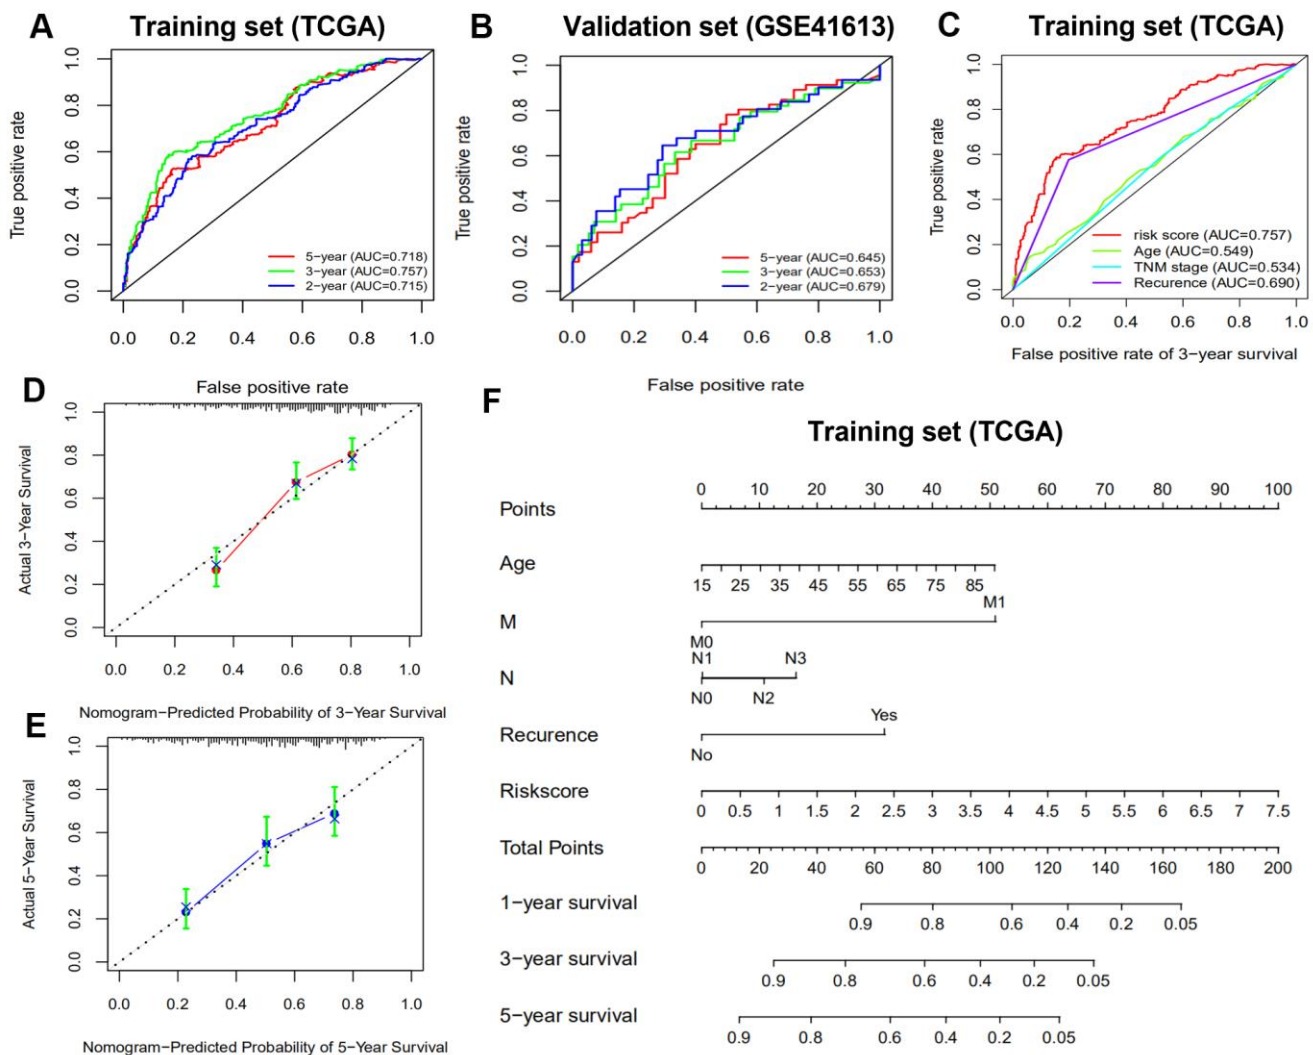 A
Training set (TCGA)
True positive rate
0.0 0.2 0.4 0.6 0.8 1.0
5-year (AUC=0.718)
3-year (AUC=0.757)
2-year (AUC=0.715)
0.0 0.2 0.4 0.6 0.8 1.0
False positive rate
B
Validation set (GSE41613)
True positive rate
0.0 0.2 0.4 0.6 0.8 1.0
5-year (AUC=0.645)
3-year (AUC=0.653)
2-year (AUC=0.679)
0.0 0.2 0.4 0.6 0.8 1.0
False positive rate
C
Training set (TCGA)
True positive rate
0.0 0.2 0.4 0.6 0.8 1.0
risk score (AUC=0.757)
Age (AUC=0.549)
TNM stage (AUC=0.534)
Recurence (AUC=0.690)
0.0 0.2 0.4 0.6 0.8 1.0
False positive rate of 3-year survival
D
Actual 3-Year Survival
0.0 0.2 0.4 0.6 0.8 1.0
0.0 0.2 0.4 0.6 0.8 1.0
Nomogram-Predicted Probability of 3-Year Survival
E
Actual 5-Year Survival
0.0 0.2 0.4 0.6 0.8 1.0
0.0 0.2 0.4 0.6 0.8 1.0
Nomogram-Predicted Probability of 5-Year Survival
F
Training set (TCGA)
0 10 20 30 40 50 60 70 80 90 100
Points
Age
15 25 35 45 55 65 75 85
M1
M
M0
N1 N3
N
N0 N2
Yes
Recurence
No
Riskscore
0 0.5 1 1.5 2 2.5 3 3.5 4 4.5 5 5.5 6 6.5 7 7.5
Total Points
0 20 40 60 80 100 120 140 160 180 200
1-year survival
0.9 0.8 0.6 0.4 0.2 0.05
3-year survival
0.9 0.8 0.6 0.4 0.2 0.05
5-year survival
0.9 0.8 0.6 0.4 0.2 0.05